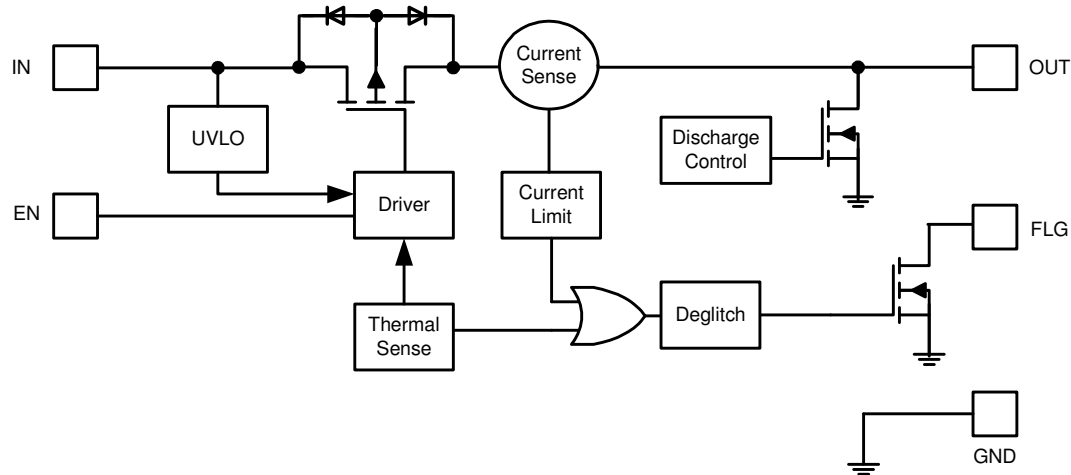 IN
Current
Sense
OUT
UVLO
Discharge
Control
EN
Driver
Current
Limit
FLG
Thermal
Sense
Deglitch
GND